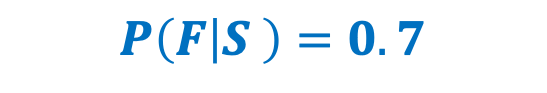 P(F|S ) = 0.7